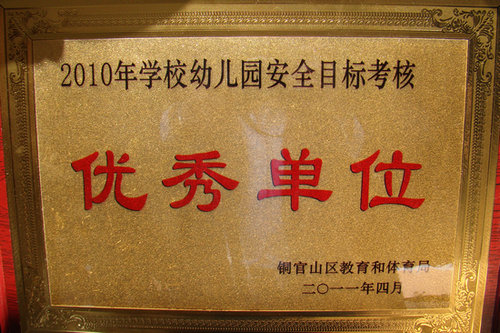 2010年学校幼儿园安全目标考核
优秀单位
铜官山区教育和体育局
二〇一一年四月